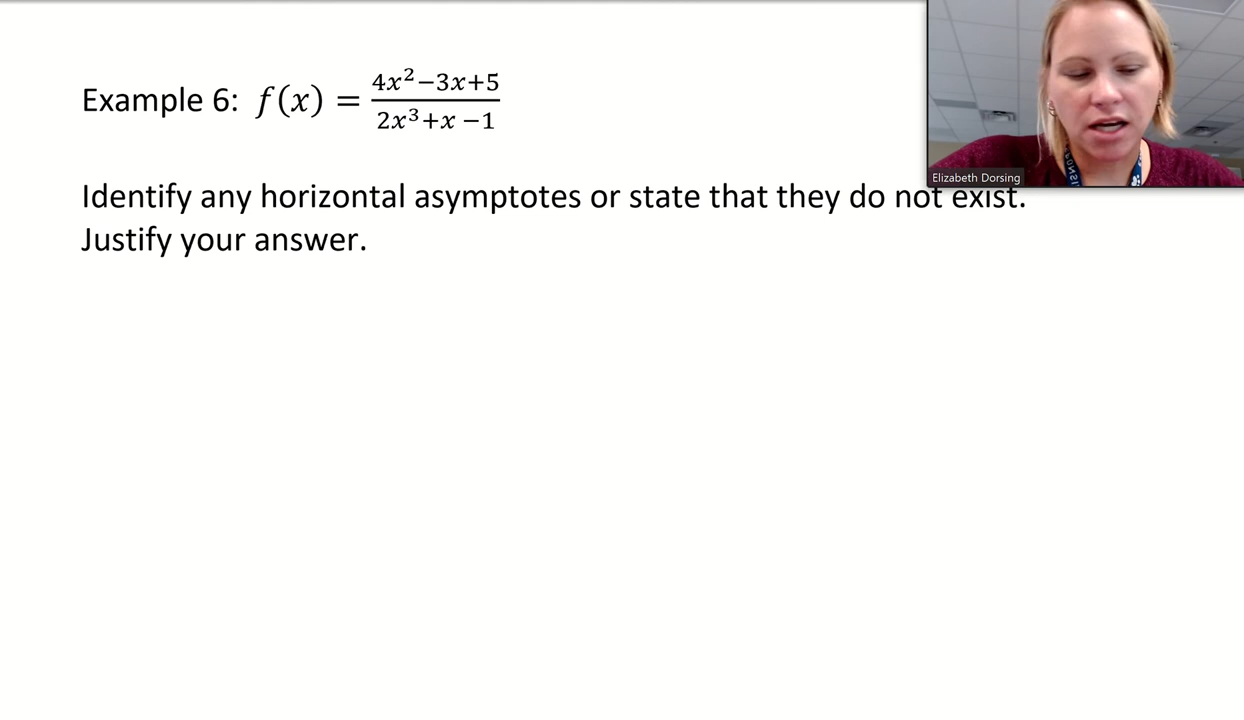 Example 6: f(x) = \frac{4x^2-3x+5}{2x^3+x-1}
Elizabeth Dorsing
Identify any horizontal asymptotes or state that they do not exist.
Justify your answer.